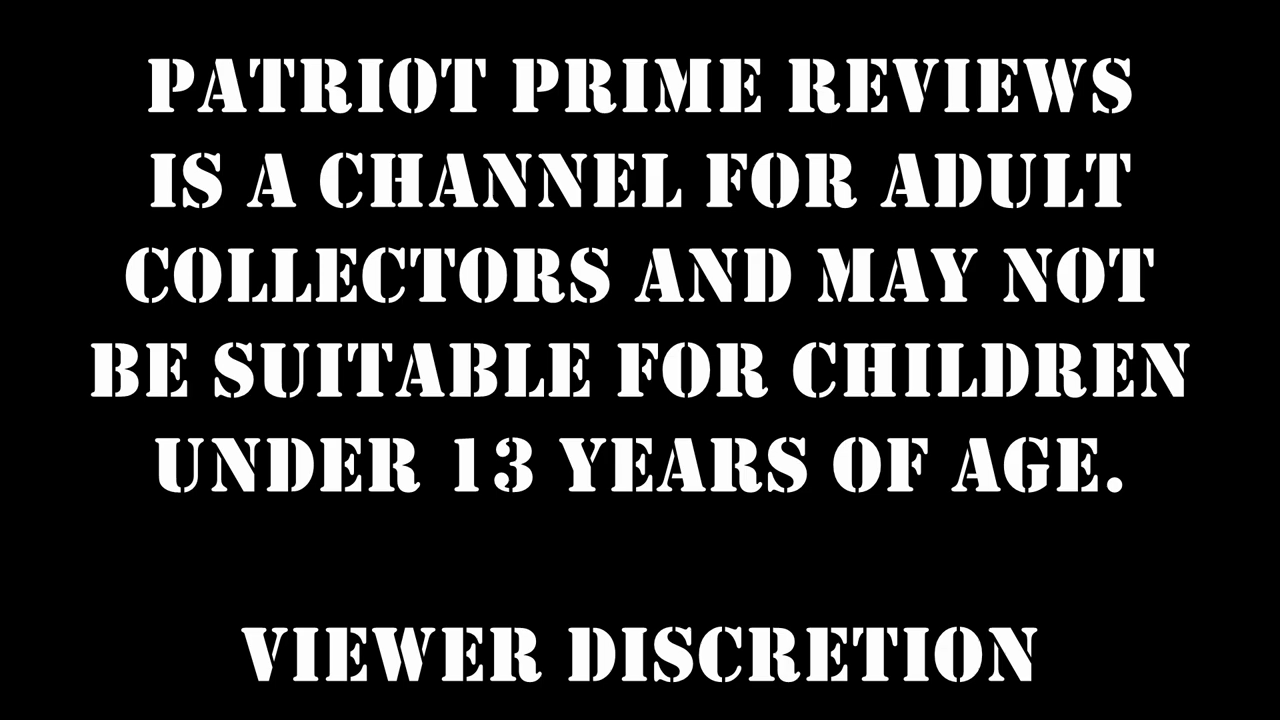 PATRIOT PRIME REVIEWS
IS A CHANNEL FOR ADULT
COLLECTORS AND MAY NOT
BE SUITABLE FOR CHILDREN
UNDER 13 YEARS OF AGE.
VIEWER DISCRETION